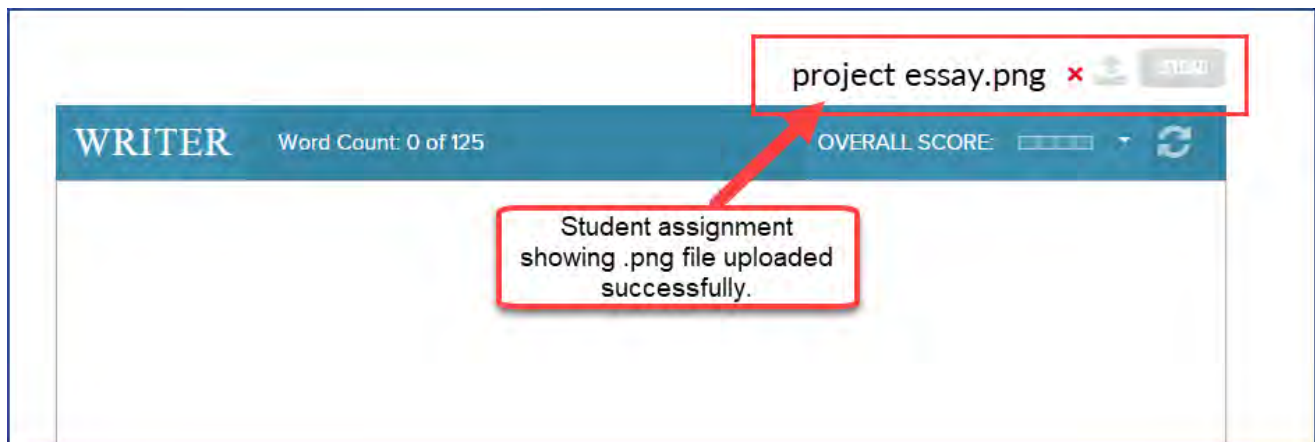 project essay.png ×
WRITER Word Count: 0 of 125 OVERALL SCORE:
Student assignment
showing .png file uploaded
successfully.